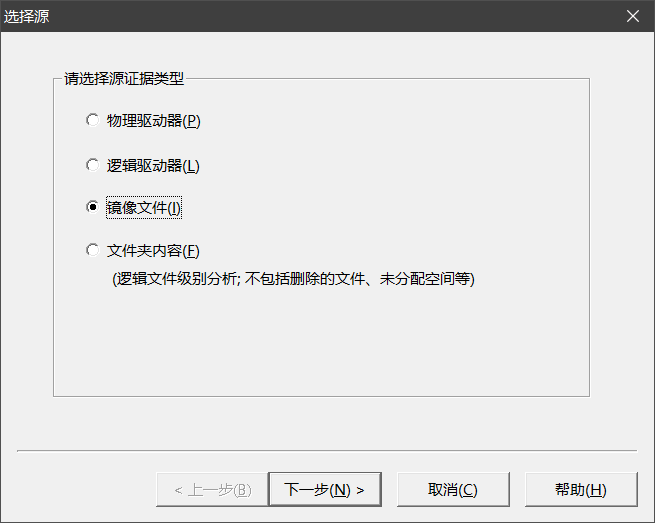 选择源
请选择源证据类型
物理驱动器(P)
逻辑驱动器(L)
镜像文件(I)
文件夹内容(F)
(逻辑文件级别分析; 不包括删除的文件、未分配空间等)
< 上一步(B)
下一步(N) >
取消(C)
帮助(H)